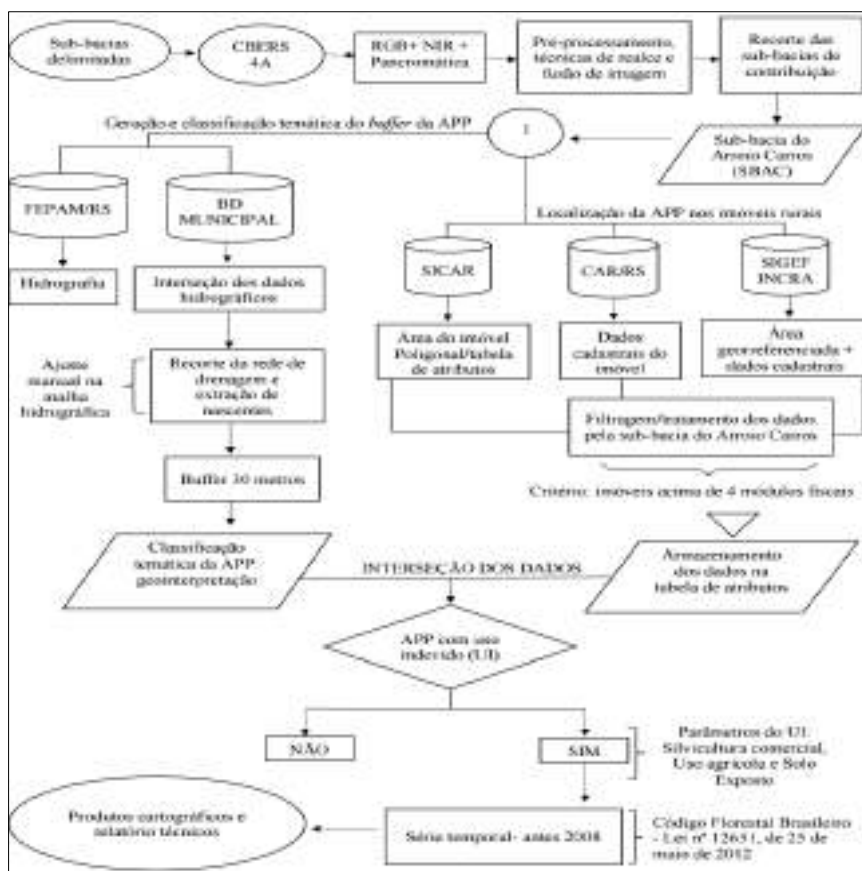 Sub-bacias
delimitadas
CBERS
4A
RGB+ NIR +
Pancromática
Pré-processamento,
técnicas de realce e
fusão de imagem
Recorte das
sub-bacias de
contribuição
Geração e classificação temática do buffer da APP
1
Sub-bacia do
Arroio Carros
(SBAC)
FEPAM/RS
BD
MUNICIPAL
Localização da APP nos imóveis rurais
SICAR
CAR/RS
SIGEF
INCRA
Hidrografia
Interseção dos dados
hidrográficos
Área do imóvel
Poligonal/tabela
de atributos
Dados
cadastrais do
imóvel
Área
georreferenciada +
dados cadastrais
Ajuste
manual na
malha
hidrográfica
Recorte da rede de
drenagem e
extração de
nascentes
Filtragem/tratamento dos dados
pela sub-bacia do Arroio Carros
Buffer 30 metros
Critério: imóveis acima de 4 módulos fiscais
Classificação
temática da APP
geointerpretação
INTERSEÇÃO DOS DADOS
Armazenamento
dos dados na
tabela de atributos
APP com uso
indevido (UI)
NÃO
SIM
Parâmetros do UI.
Silvicultura comercial,
Uso agrícola e Solo
Exposto
Produtos cartográficos e
relatório técnicos
Série temporal- antes 2008
Código Florestal Brasileiro
- Lei nº 12651, de 25 de
maio de 2012